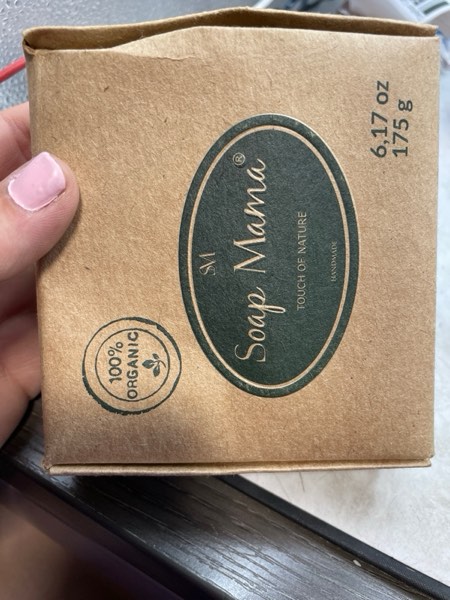 6,17 oz
175 g
SM
Soap Mama®
TOUCH OF NATURE
HANDMADE
100%
ORGANIC